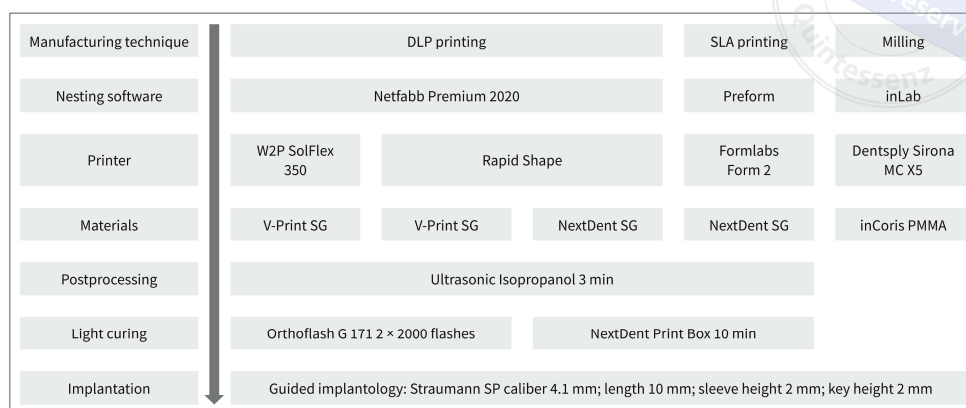 Manufacturing technique
DLP printing
SLA printing
Milling
Nesting software
Netfabb Premium 2020
Preform
inLab
Printer
W2P SolFlex
350
Rapid Shape
Formlabs
Form 2
Dentsply Sirona
MC X5
Materials
V-Print SG
V-Print SG
NextDent SG
NextDent SG
inCoris PMMA
Postprocessing
Ultrasonic Isopropanol 3 min
Light curing
Orthoflash G 171 2 × 2000 flashes
NextDent Print Box 10 min
Implantation
Guided implantology: Straumann SP caliber 4.1 mm; length 10 mm; sleeve height 2 mm; key height 2 mm
Quintessenz